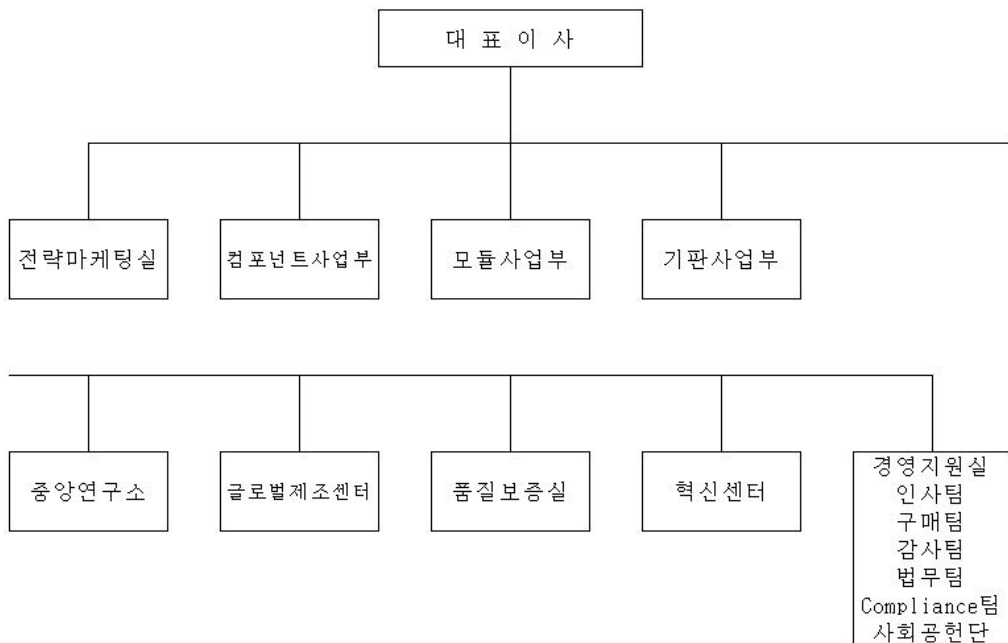 대 표 이 사
전략마케팅실
컴포넌트사업부
모듈사업부
기판사업부
중앙연구소
글로벌제조센터
품질보증실
혁신센터
경영지원실
인사팀
구매팀
감사팀
법무팀
Compliance팀
사회공헌단